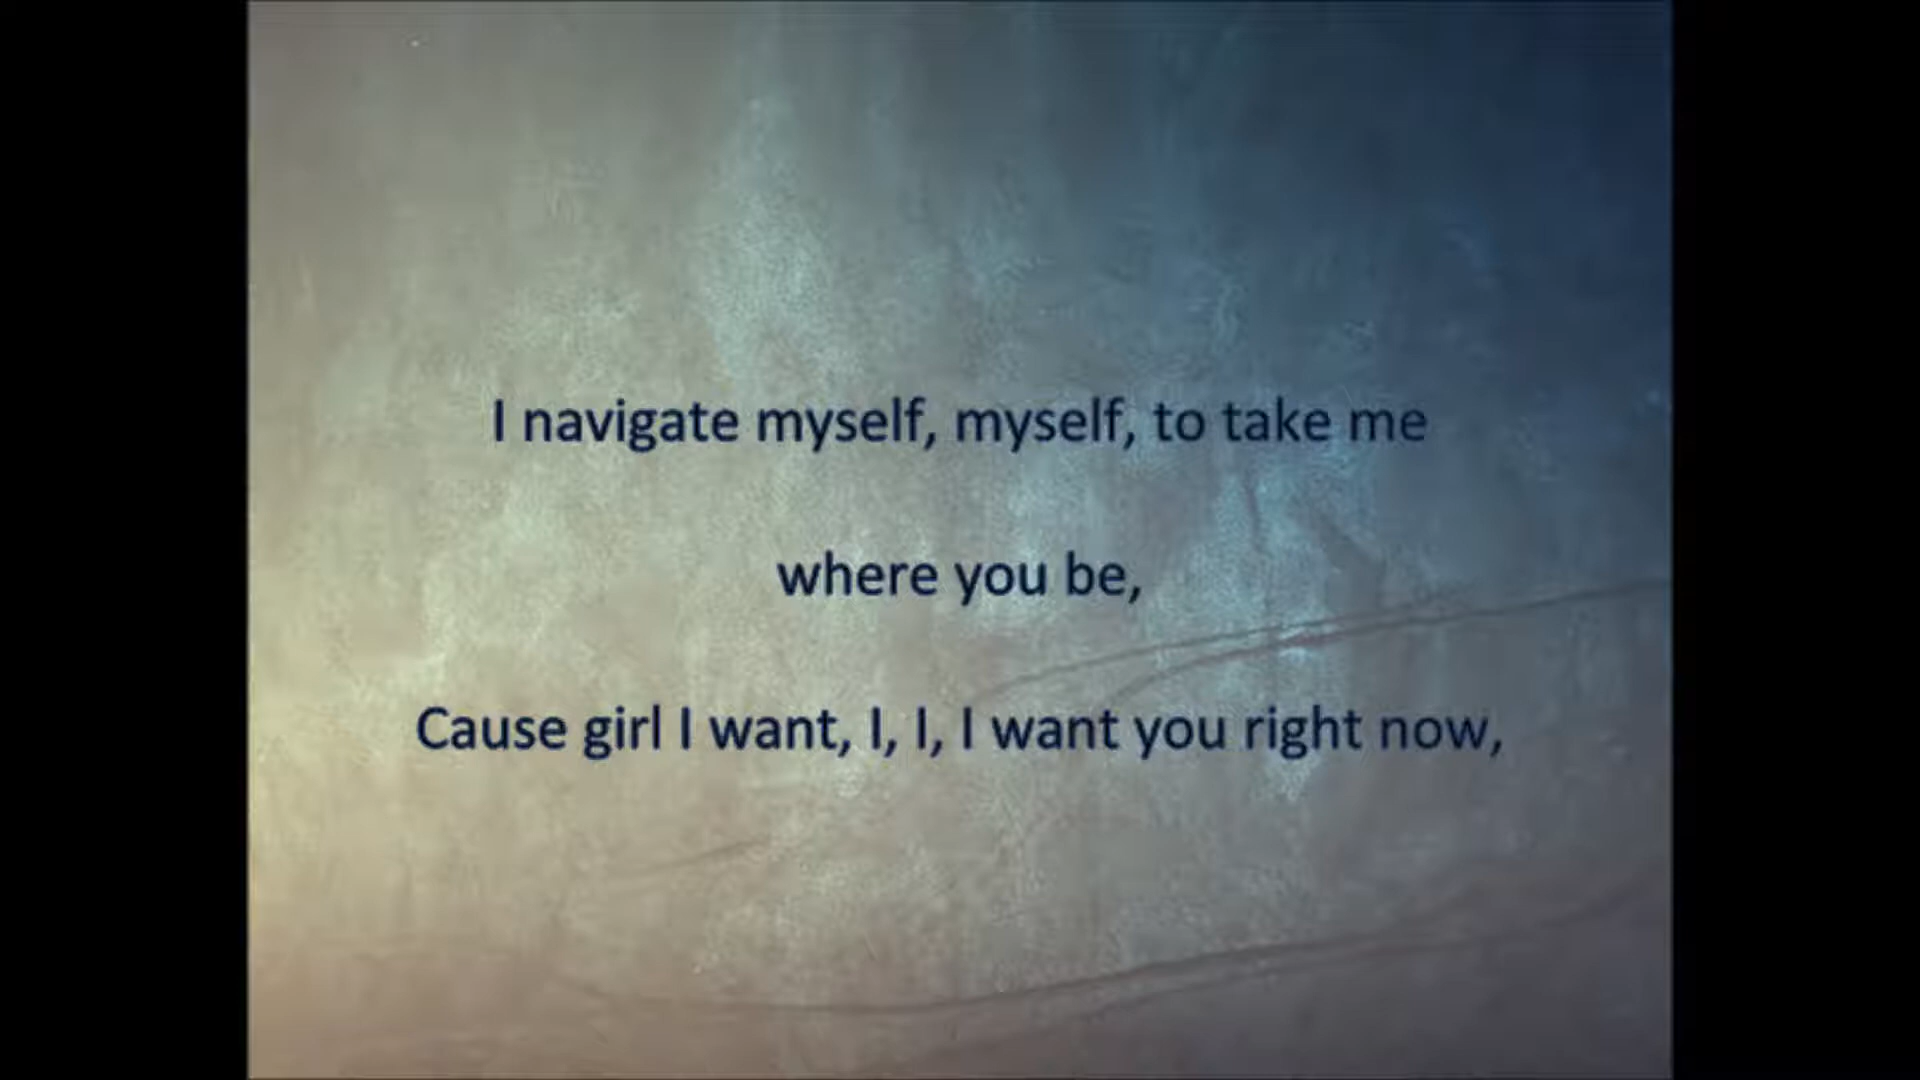 I navigate myself, myself, to take me
where you be,
Cause girl I want, I, I, I want you right now,